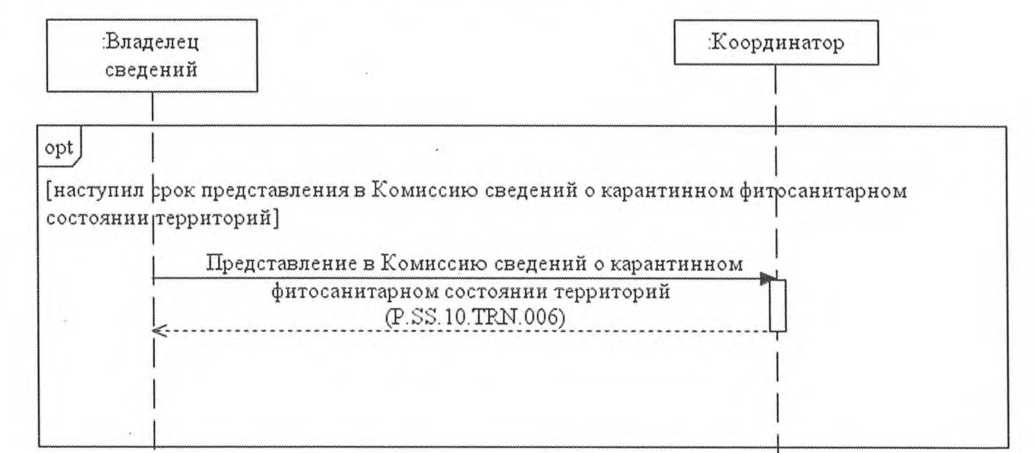 :Владелец
сведений
:Координатор
opt
[наступил срок представления в Комиссию сведений о карантинном фитосанитарном
состоянии территорий]
Представление в Комиссию сведений о карантинном
фитосанитарном состоянии территорий
(P.SS.10.TRN.006)